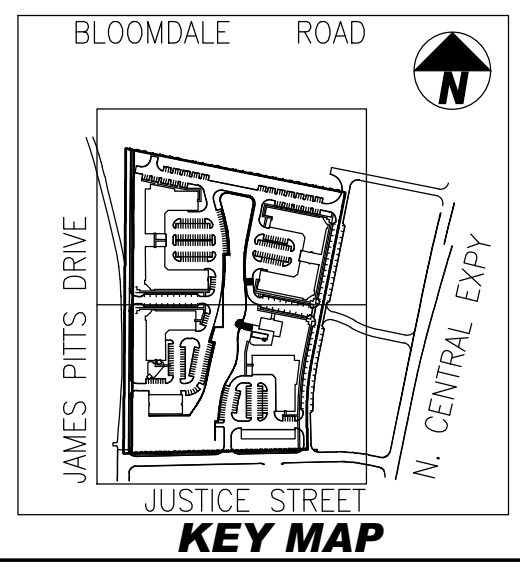 BLOOMDALE ROAD
N
JAMES PITTS DRIVE
N. CENTRAL EXPY
JUSTICE STREET
KEY MAP